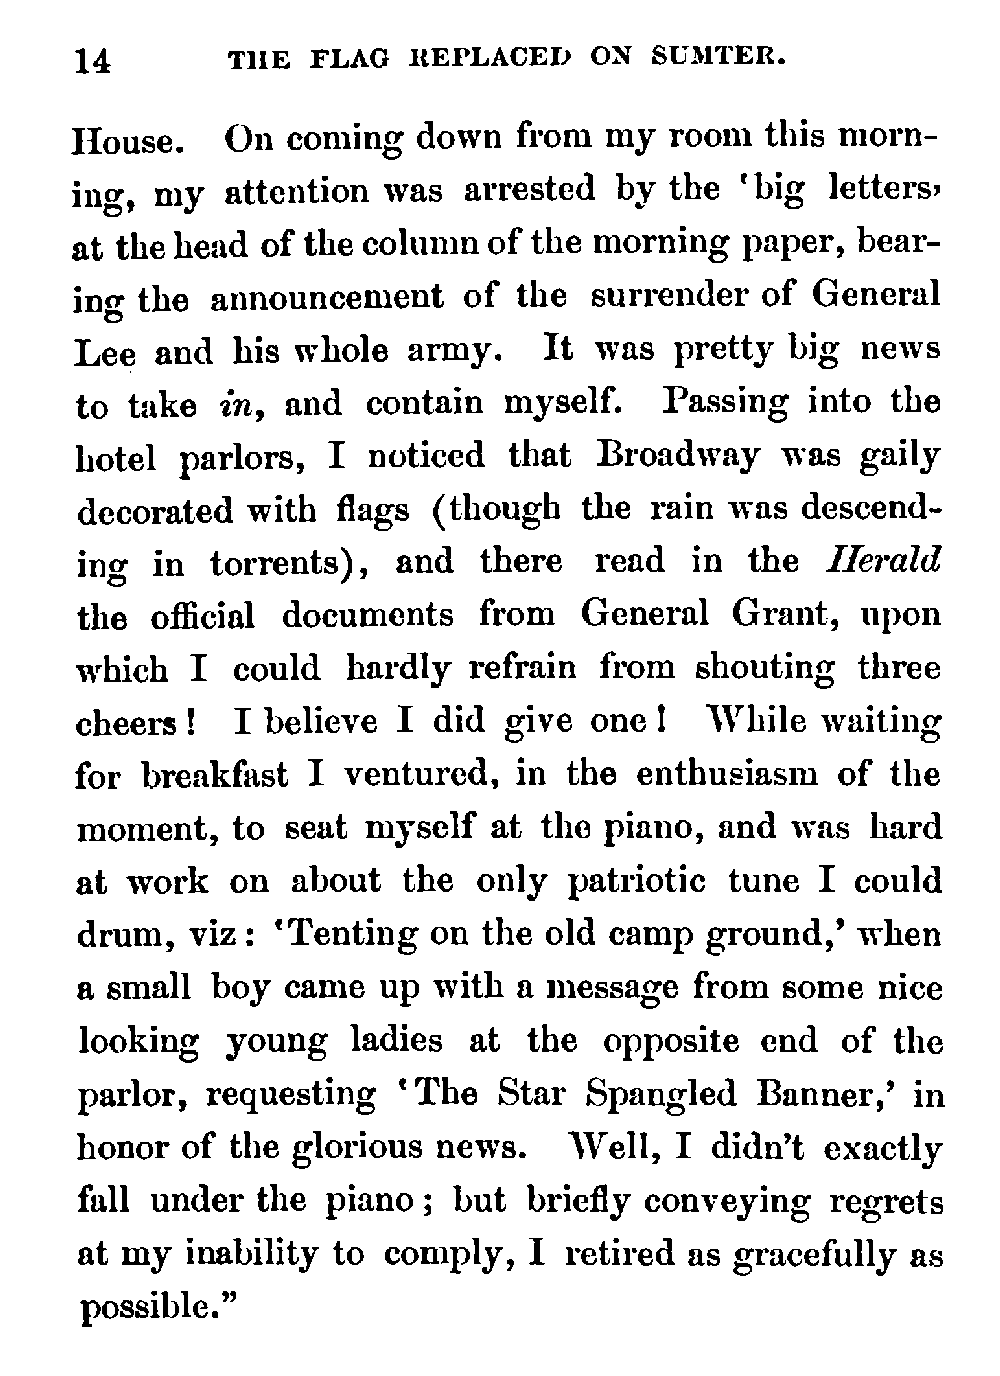 14 THE FLAG REPLACED ON SUMTER.
House. On coming down from my room this morn-
ing, my attention was arrested by the 'big letters'
at the head of the column of the morning paper, bear-
ing the announcement of the surrender of General
Lee and his whole army. It was pretty big news
to take in, and contain myself. Passing into the
hotel parlors, I noticed that Broadway was gaily
decorated with flags (though the rain was descend-
ing in torrents), and there read in the Herald
the official documents from General Grant, upon
which I could hardly refrain from shouting three
cheers! I believe I did give one! While waiting
for breakfast I ventured, in the enthusiasm of the
moment, to seat myself at the piano, and was hard
at work on about the only patriotic tune I could
drum, viz: 'Tenting on the old camp ground,' when
a small boy came up with a message from some nice
looking young ladies at the opposite end of the
parlor, requesting 'The Star Spangled Banner,' in
honor of the glorious news. Well, I didn't exactly
fall under the piano; but briefly conveying regrets
at my inability to comply, I retired as gracefully as
possible."